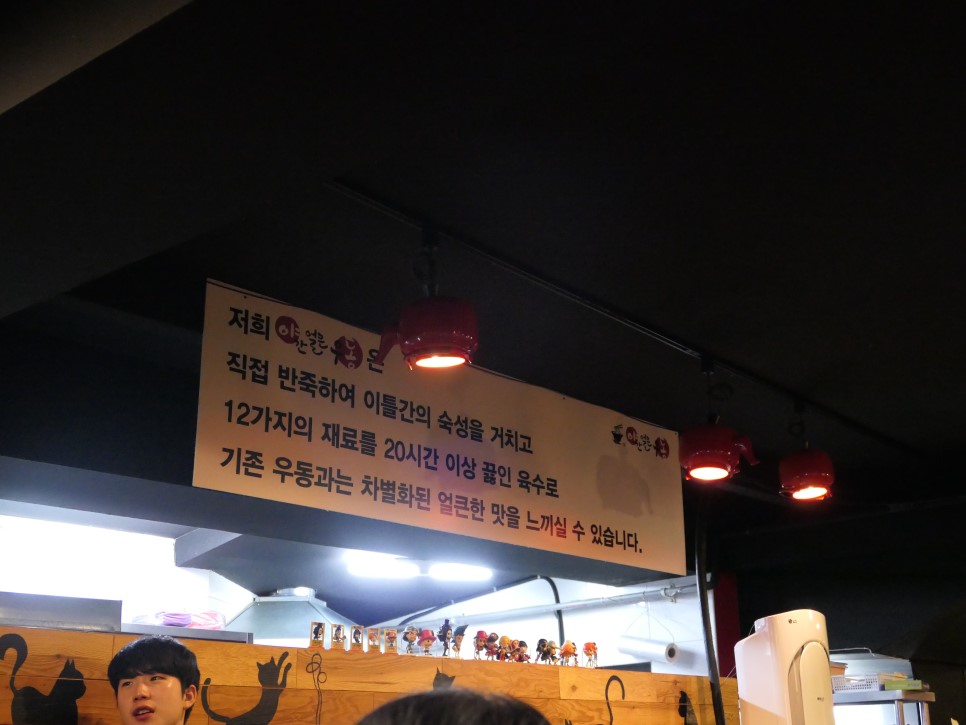 저희 야한얼큰우동은
직접 반죽하여 이틀간의 숙성을 거치고
12가지의 재료를 20시간 이상 끓인 육수로
기존 우동과는 차별화된 얼큰한 맛을 느끼실 수 있습니다.
LG